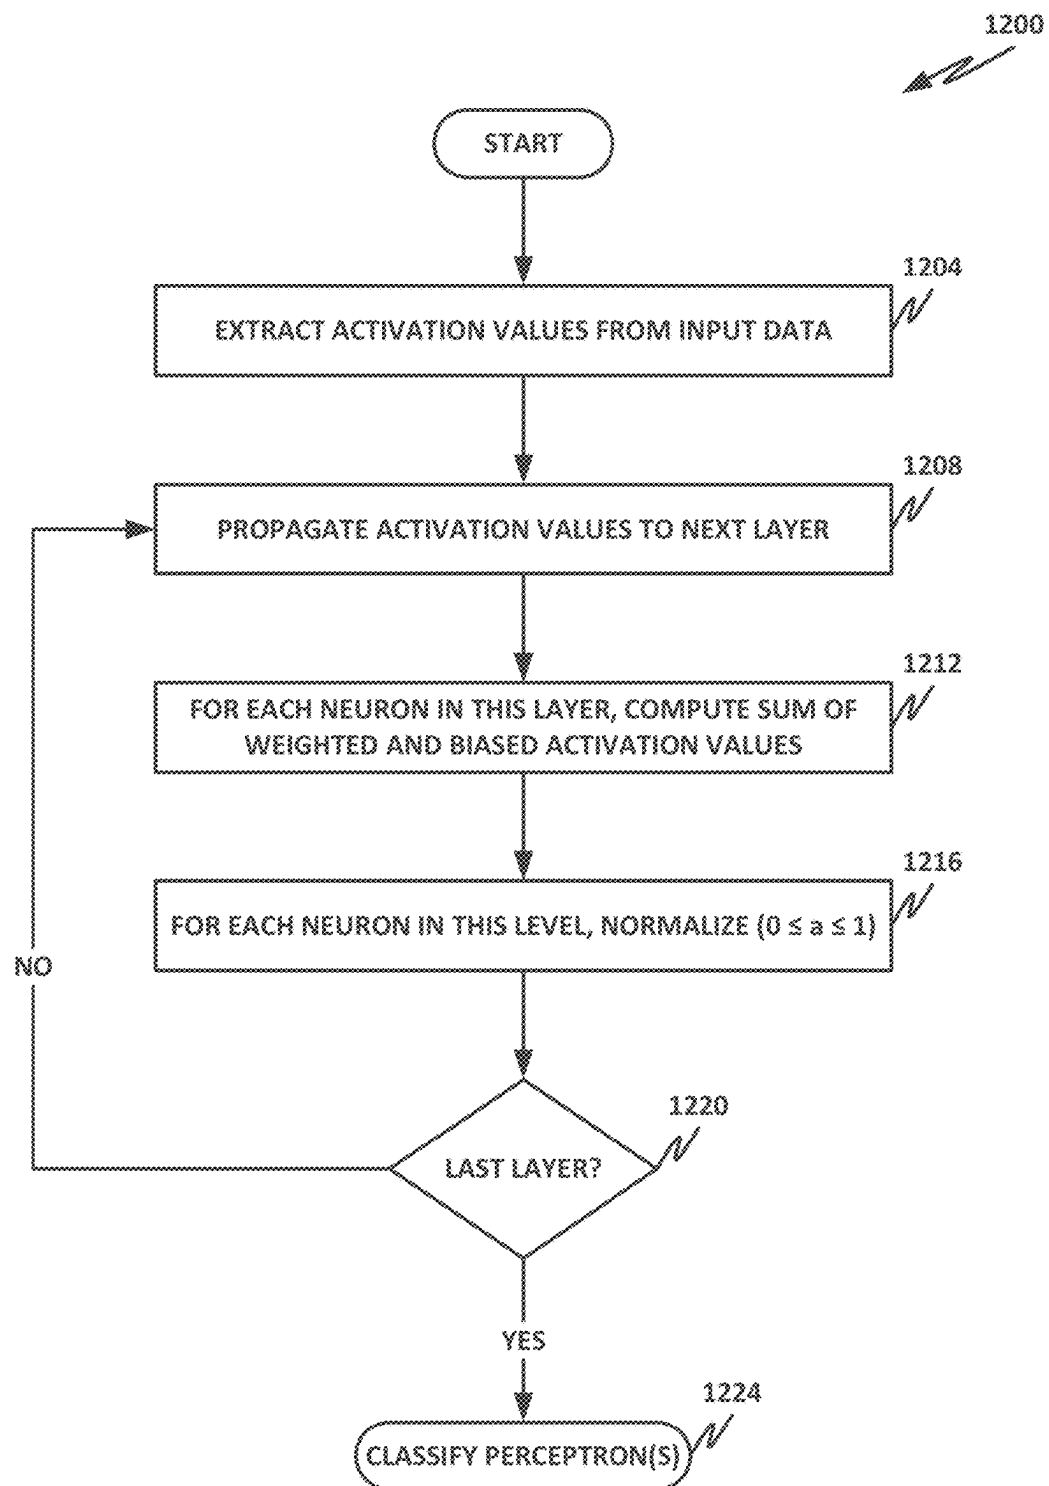 1200
START
1204
EXTRACT ACTIVATION VALUES FROM INPUT DATA
1208
PROPAGATE ACTIVATION VALUES TO NEXT LAYER
1212
FOR EACH NEURON IN THIS LAYER, COMPUTE SUM OF
WEIGHTED AND BIASED ACTIVATION VALUES
1216
FOR EACH NEURON IN THIS LEVEL, NORMALIZE (0 ≤ a ≤ 1)
NO
1220
LAST LAYER?
YES
1224
CLASSIFY PERCEPTRON(S)